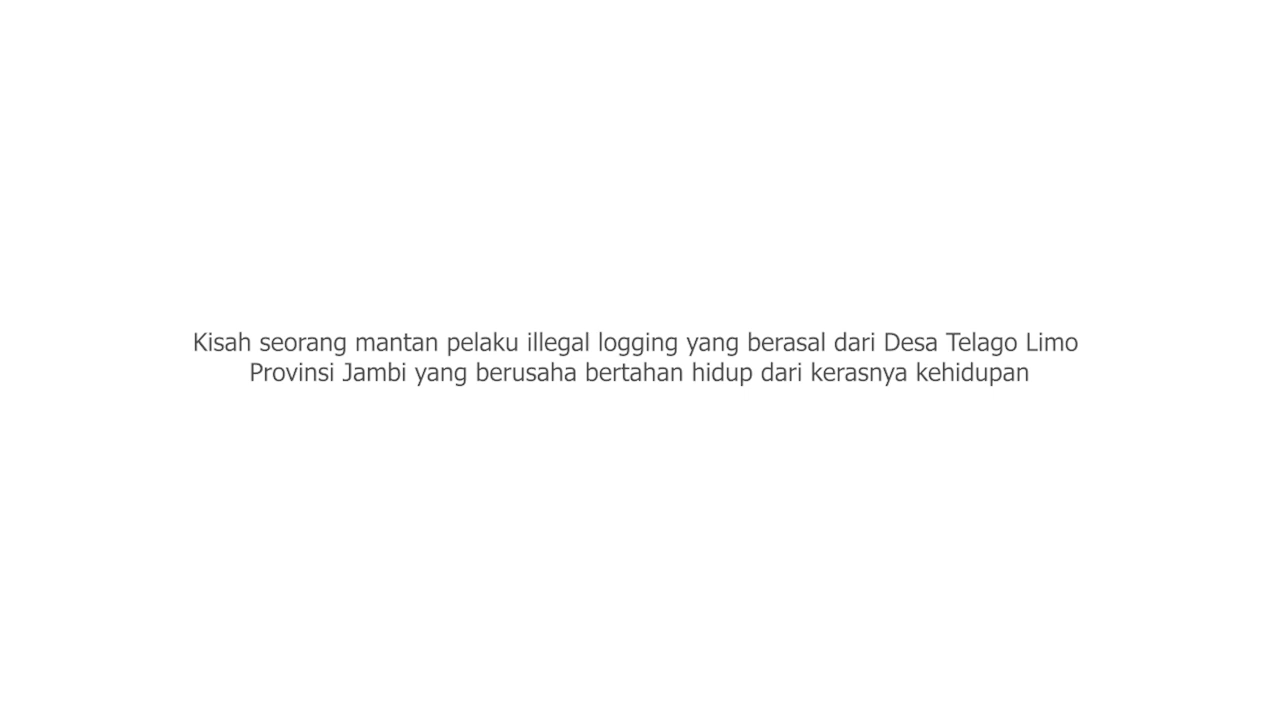 Kisah seorang mantan pelaku illegal logging yang berasal dari Desa Telago Limo
Provinsi Jambi yang berusaha bertahan hidup dari kerasnya kehidupan